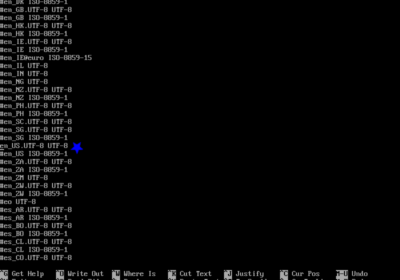 #en_DK ISO-8859-1
#en_GB.UTF-8 UTF-8
#en_GB ISO-8859-1
#en_HK.UTF-8 UTF-8
#en_HK ISO-8859-1
#en_IE.UTF-8 UTF-8
#en_IE ISO-8859-1
#en_IE@euro ISO-8859-15
#en_IL UTF-8
#en_IN UTF-8
#en_NG UTF-8
#en_NZ.UTF-8 UTF-8
#en_NZ ISO-8859-1
#en_PH.UTF-8 UTF-8
#en_PH ISO-8859-1
#en_SC.UTF-8 UTF-8
#en_SG.UTF-8 UTF-8
#en_SG ISO-8859-1
en_US.UTF-8 UTF-8
#en_US ISO-8859-1
#en_ZA.UTF-8 UTF-8
#en_ZA ISO-8859-1
#en_ZM UTF-8
#en_ZW.UTF-8 UTF-8
#en_ZW ISO-8859-1
#eo UTF-8
#es_AR.UTF-8 UTF-8
#es_AR ISO-8859-1
#es_BO.UTF-8 UTF-8
#es_BO ISO-8859-1
#es_CL.UTF-8 UTF-8
#es_CL ISO-8859-1
#es_CO.UTF-8 UTF-8
^G Get Help ^O Write Out ^W Where Is ^K Cut Text ^J Justify ^C Cur Pos M-U Undo